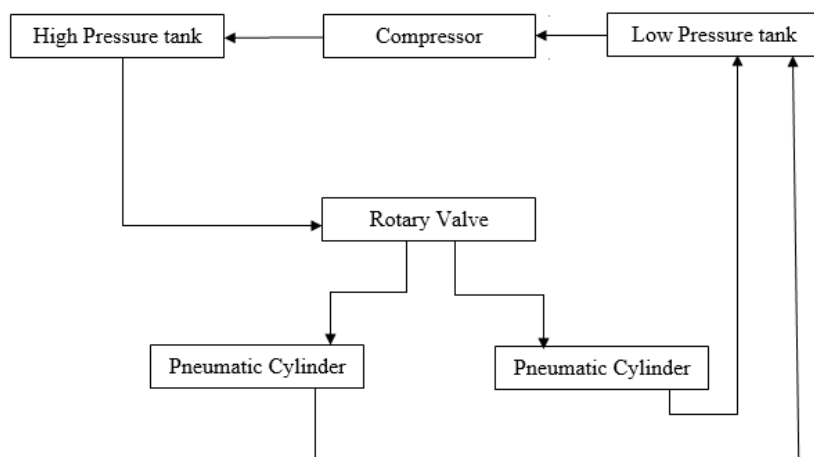 High Pressure tank
Compressor
Low Pressure tank
Rotary Valve
Pneumatic Cylinder
Pneumatic Cylinder